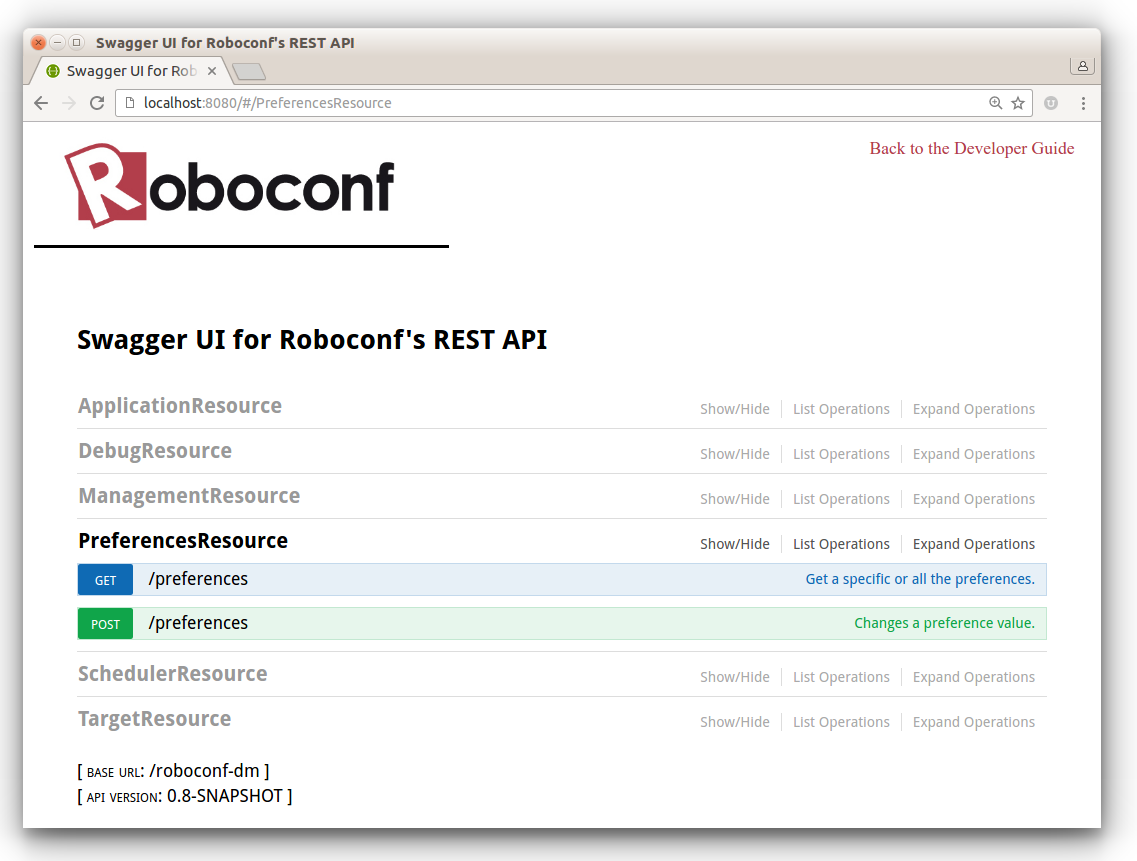 Swagger UI for Roboconf's REST API
Swagger UI for Rob
localhost:8080/#/PreferencesResource
Back to the Developer Guide
Roboconf
Swagger UI for Roboconf's REST API
ApplicationResource Show/Hide List Operations Expand Operations
DebugResource Show/Hide List Operations Expand Operations
ManagementResource Show/Hide List Operations Expand Operations
PreferencesResource Show/Hide List Operations Expand Operations
GET /preferences Get a specific or all the preferences.
POST /preferences Changes a preference value.
SchedulerResource Show/Hide List Operations Expand Operations
TargetResource Show/Hide List Operations Expand Operations
[ BASE URL: /roboconf-dm ]
[ API VERSION: 0.8-SNAPSHOT ]